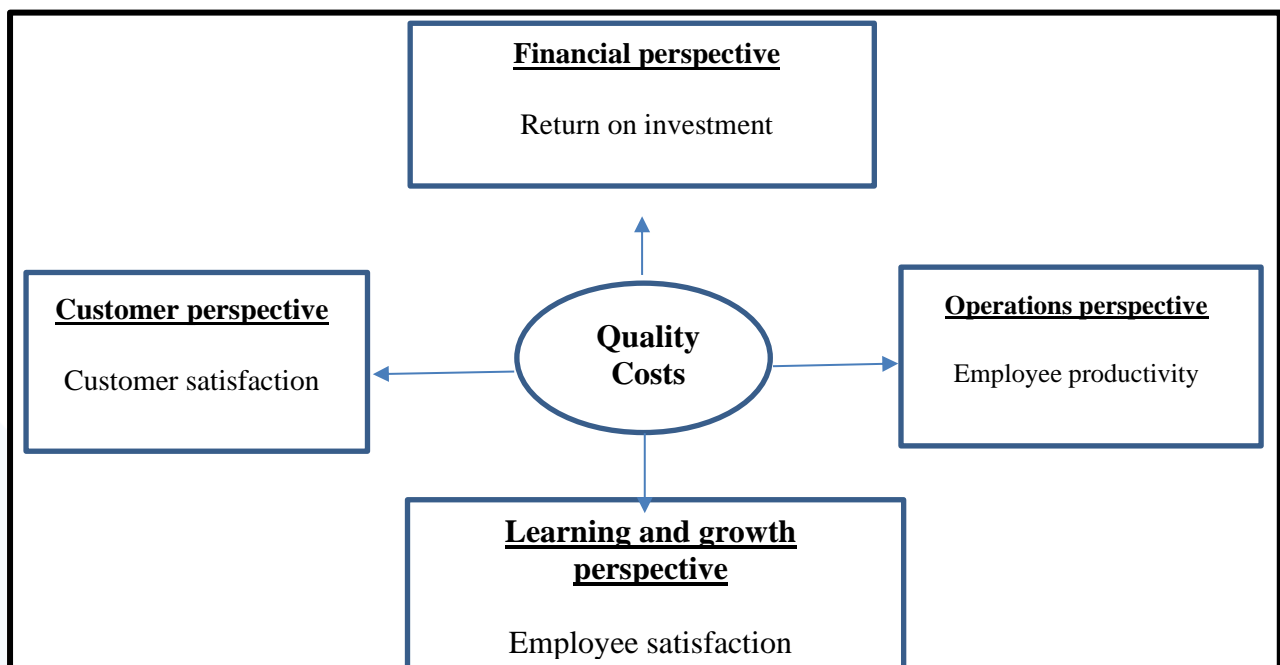 Financial perspective
Return on investment
Customer perspective
Customer satisfaction
Quality
Costs
Operations perspective
Employee productivity
Learning and growth
perspective
Employee satisfaction